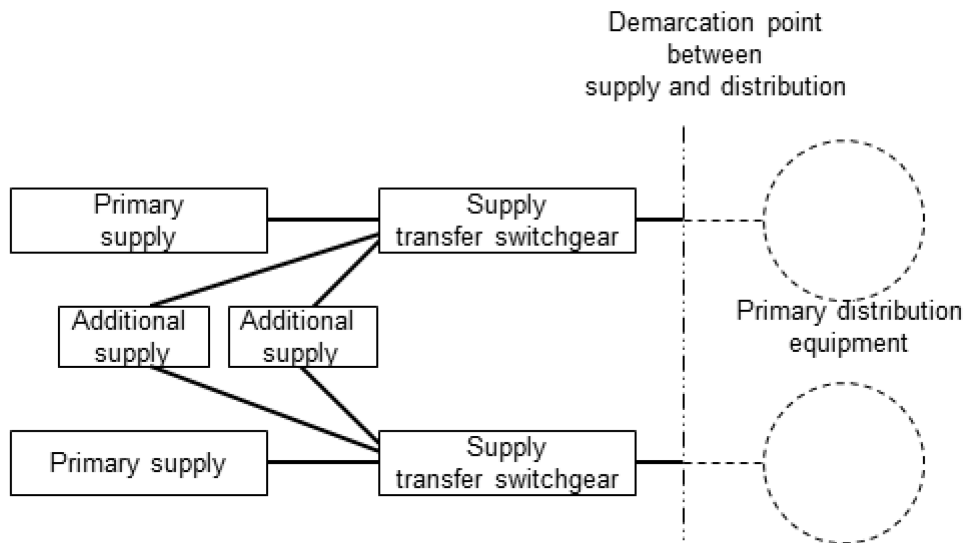 Demarcation point
between
supply and distribution
Primary
supply
Supply
transfer switchgear
Additional
supply
Additional
supply
Primary distribution
equipment
Primary supply
Supply
transfer switchgear